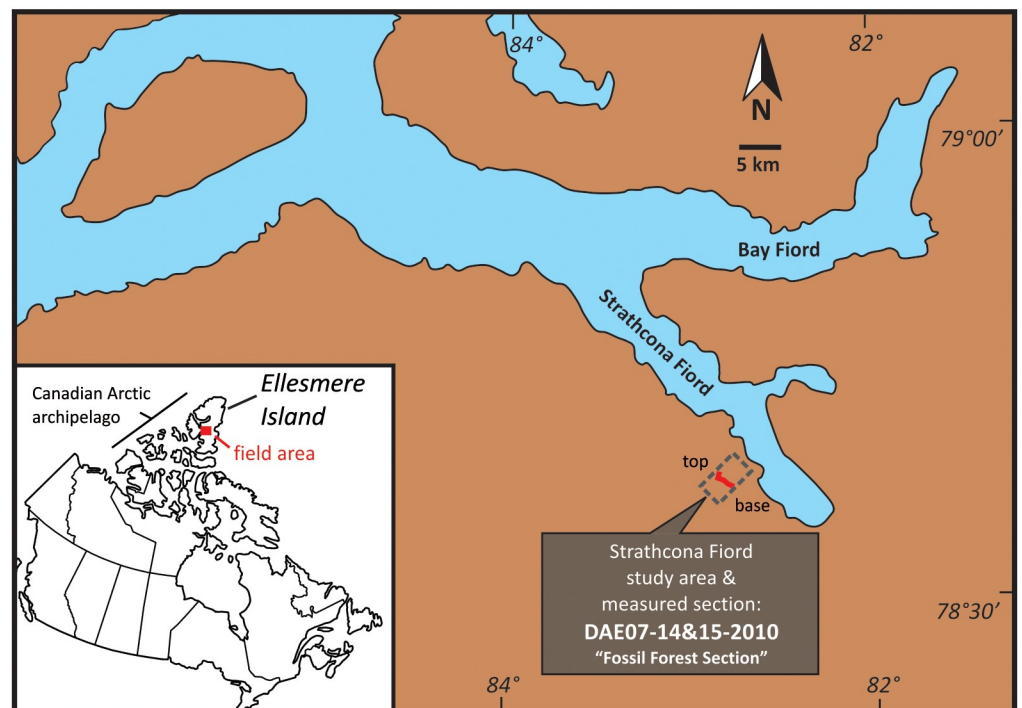 84°
82°
N
5 km
79°00’
Bay Fiord
Strathcona Fiord
Canadian Arctic
archipelago
Ellesmere
Island
field area
top
base
Strathcona Fiord
study area &
measured section:
DAE07-14&15-2010
“Fossil Forest Section”
78°30’
84°
82°